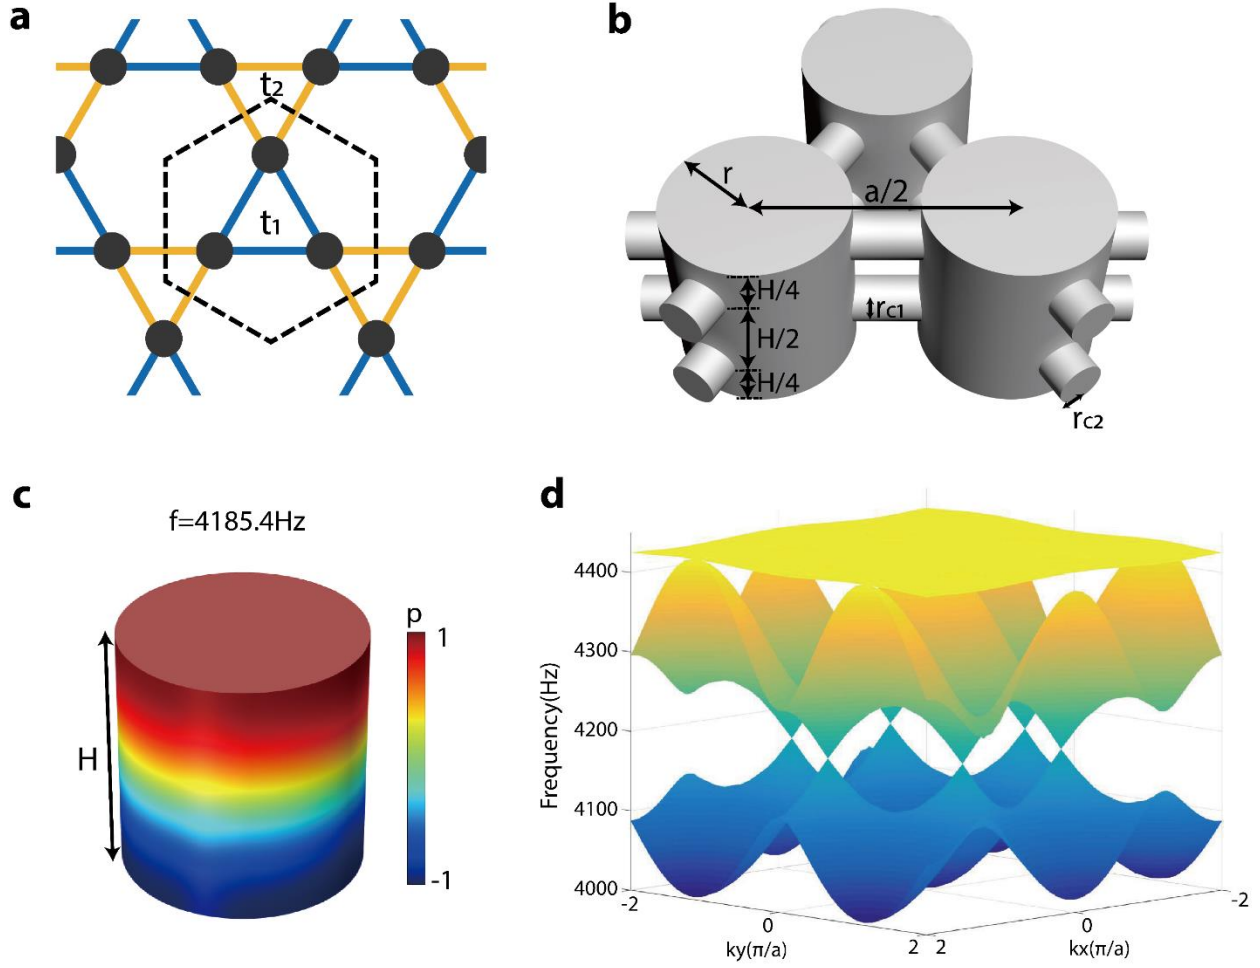 a
t2
t1
b
r
a/2
H/4
rC1
H/2
H/4
rC2
c
f=4185.4Hz
H
p
1
-1
d
Frequency(Hz)
4400
4300
4200
4100
4000
-2
0
2
ky(π/a)
2
0
-2
kx(π/a)